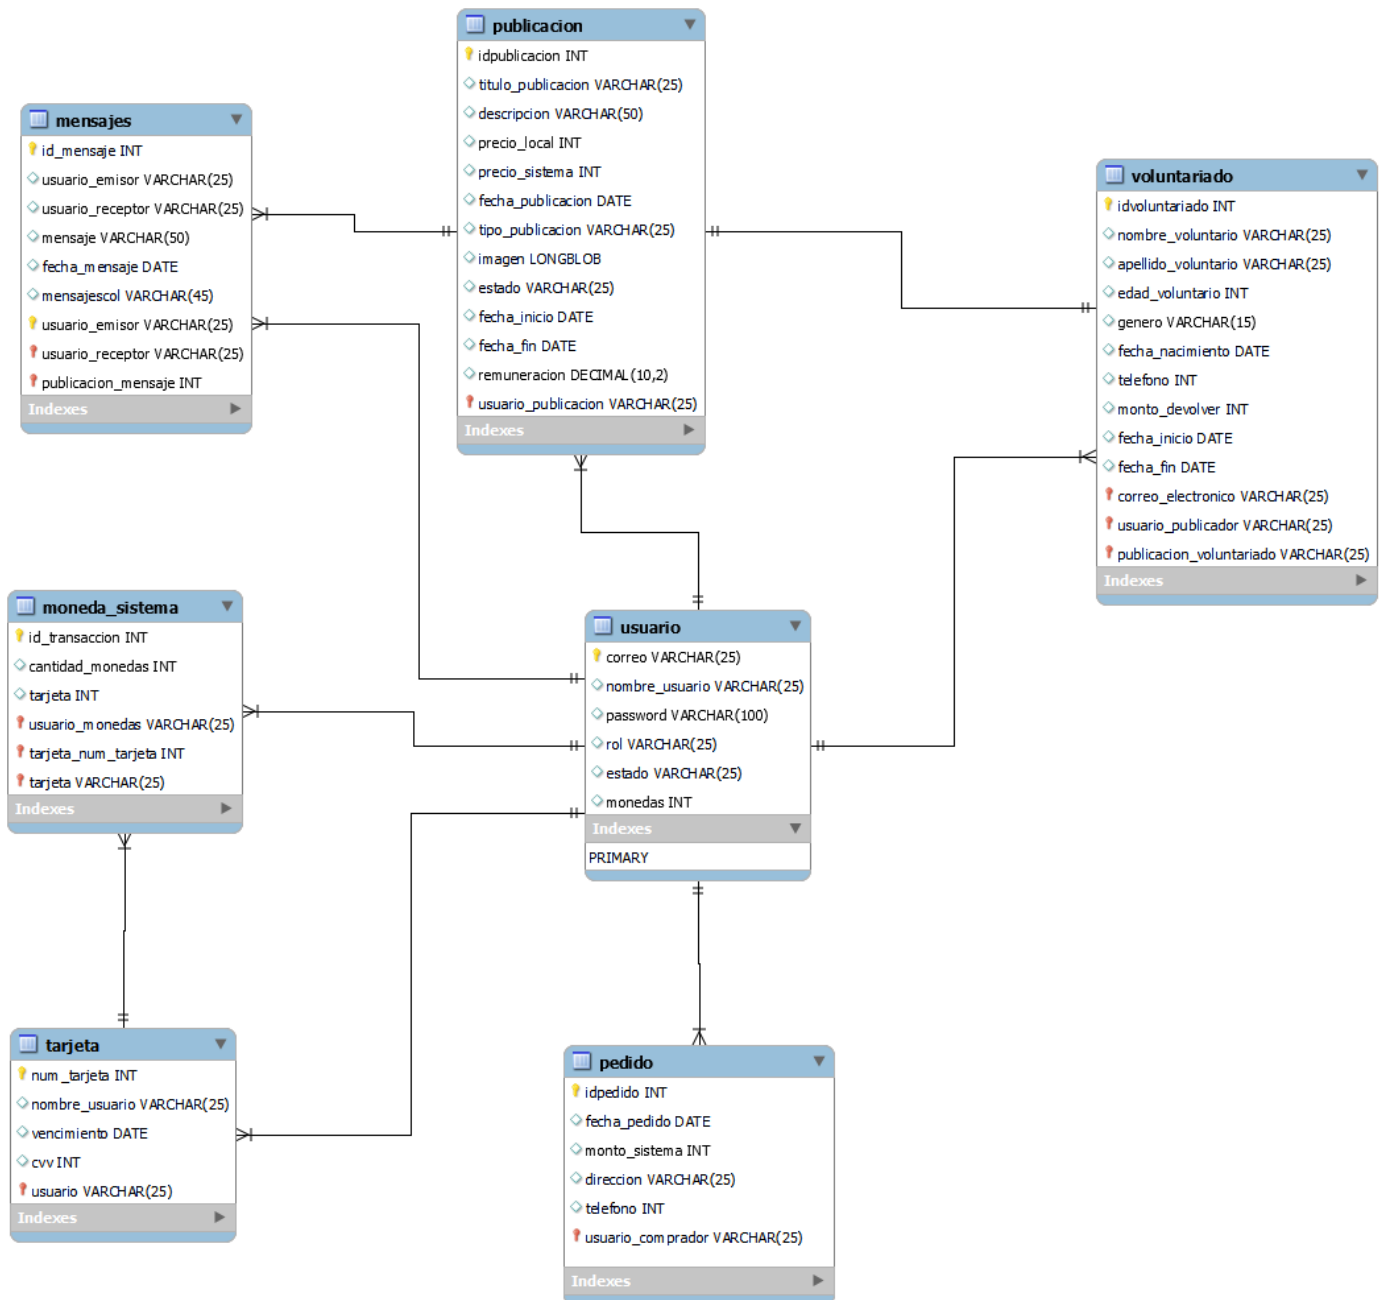 publicacion
idpublicacion INT
titulo_publicacion VARCHAR(25)
descripcion VARCHAR(50)
precio_local INT
precio_sistema INT
fecha_publicacion DATE
tipo_publicacion VARCHAR(25)
imagen LONGBLOB
estado VARCHAR(25)
fecha_inicio DATE
fecha_fin DATE
remuneracion DECIMAL(10,2)
usuario_publicacion VARCHAR(25)
Indexes
mensajes
id_mensaje INT
usuario_emisor VARCHAR(25)
usuario_receptor VARCHAR(25)
mensaje VARCHAR(50)
fecha_mensaje DATE
mensajescol VARCHAR(45)
usuario_emisor VARCHAR(25)
usuario_receptor VARCHAR(25)
publicacion_mensaje INT
Indexes
voluntariado
idvoluntariado INT
nombre_voluntario VARCHAR(25)
apellido_voluntario VARCHAR(25)
edad_voluntario INT
genero VARCHAR(15)
fecha_nacimiento DATE
telefono INT
monto_devolver INT
fecha_inicio DATE
fecha_fin DATE
correo_electronico VARCHAR(25)
usuario_publicador VARCHAR(25)
publicacion_voluntariado VARCHAR(25)
Indexes
moneda_sistema
id_transaccion INT
cantidad_monedas INT
tarjeta INT
usuario_monedas VARCHAR(25)
tarjeta_num_tarjeta INT
tarjeta VARCHAR(25)
Indexes
usuario
correo VARCHAR(25)
nombre_usuario VARCHAR(25)
password VARCHAR(100)
rol VARCHAR(25)
estado VARCHAR(25)
monedas INT
Indexes
PRIMARY
tarjeta
num_tarjeta INT
nombre_usuario VARCHAR(25)
vencimiento DATE
cvv INT
usuario VARCHAR(25)
Indexes
pedido
idpedido INT
fecha_pedido DATE
monto_sistema INT
direccion VARCHAR(25)
telefono INT
usuario_comprador VARCHAR(25)
Indexes